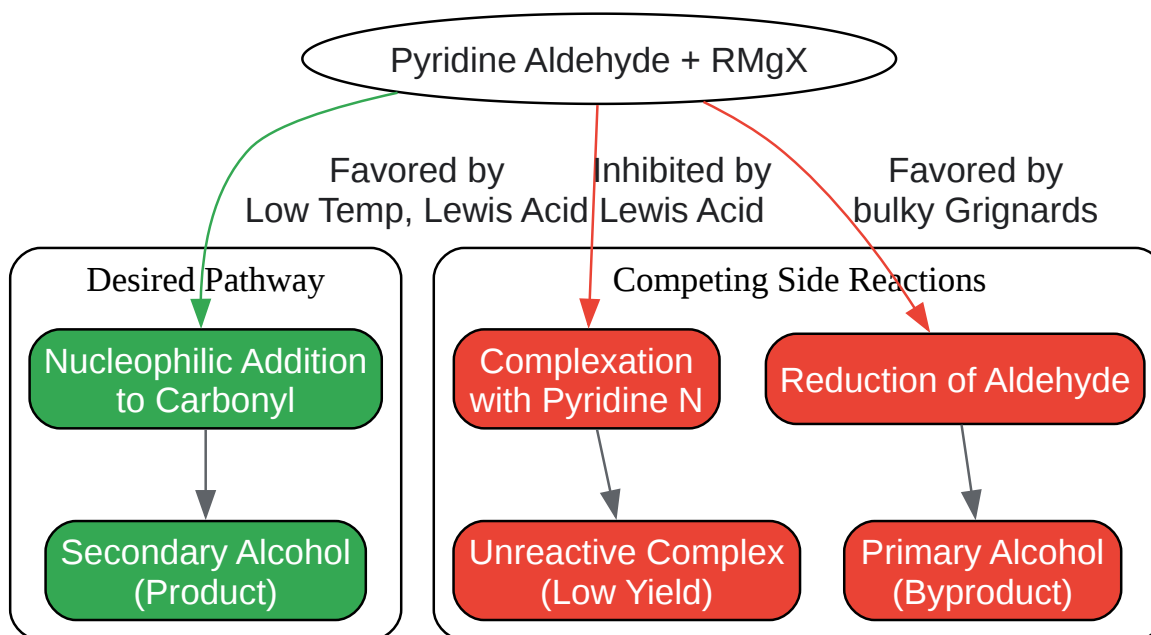 Pyridine Aldehyde + RMgX
Favored by
Low Temp, Lewis Acid
Inhibited by
Lewis Acid
Favored by
bulky Grignards
Desired Pathway
Competing Side Reactions
Nucleophilic Addition
to Carbonyl
Complexation
with Pyridine N
Reduction of Aldehyde
Secondary Alcohol
(Product)
Unreactive Complex
(Low Yield)
Primary Alcohol
(Byproduct)